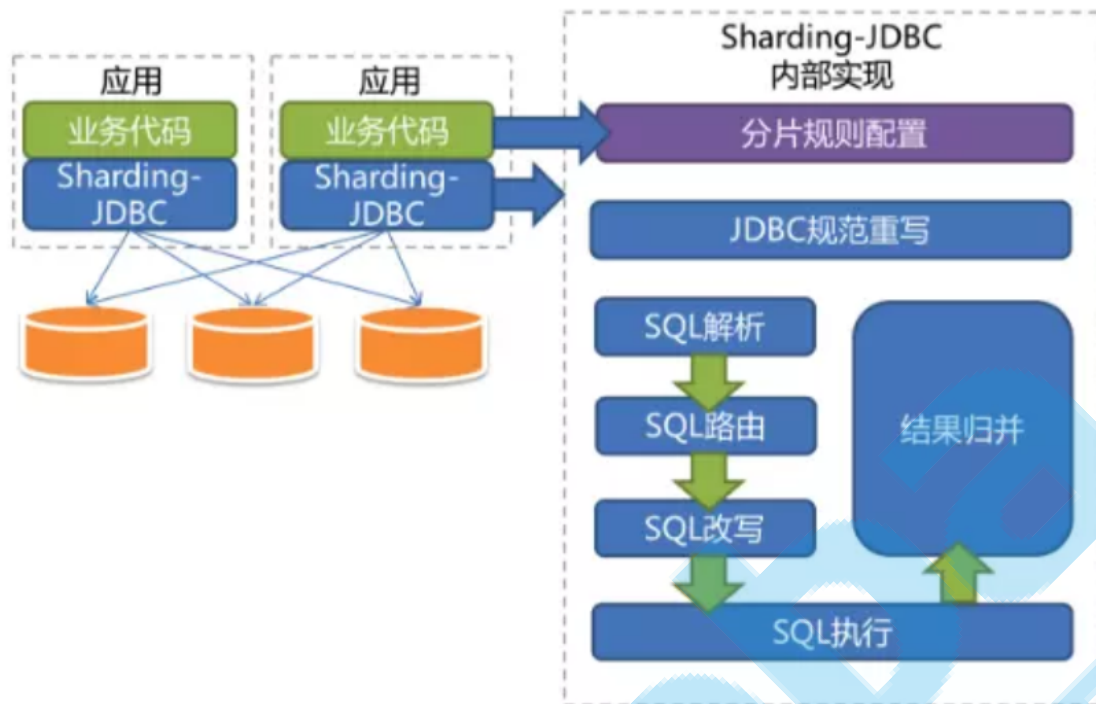 应用
业务代码
Sharding-
JDBC
应用
业务代码
Sharding-
JDBC
Sharding-JDBC
内部实现
分片规则配置
JDBC规范重写
SQL解析
SQL路由
SQL改写
结果归并
SQL执行